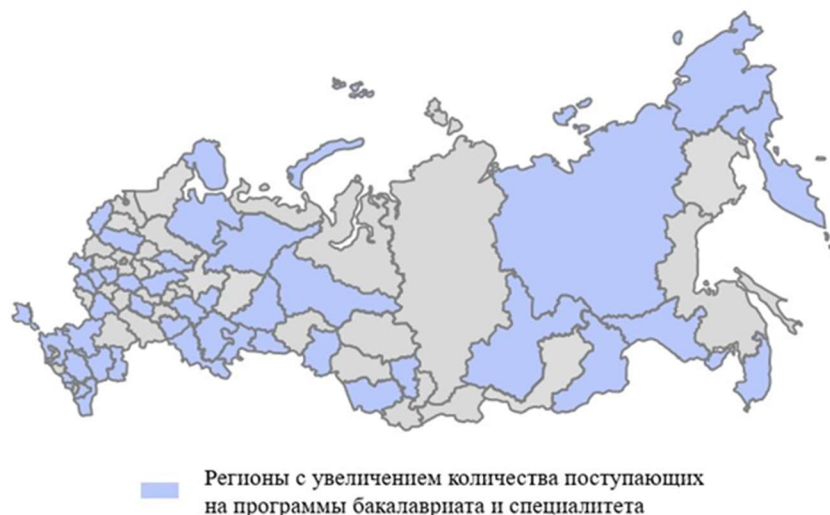 Регионы с увеличением количества поступающих
на программы бакалавриата и специалитета